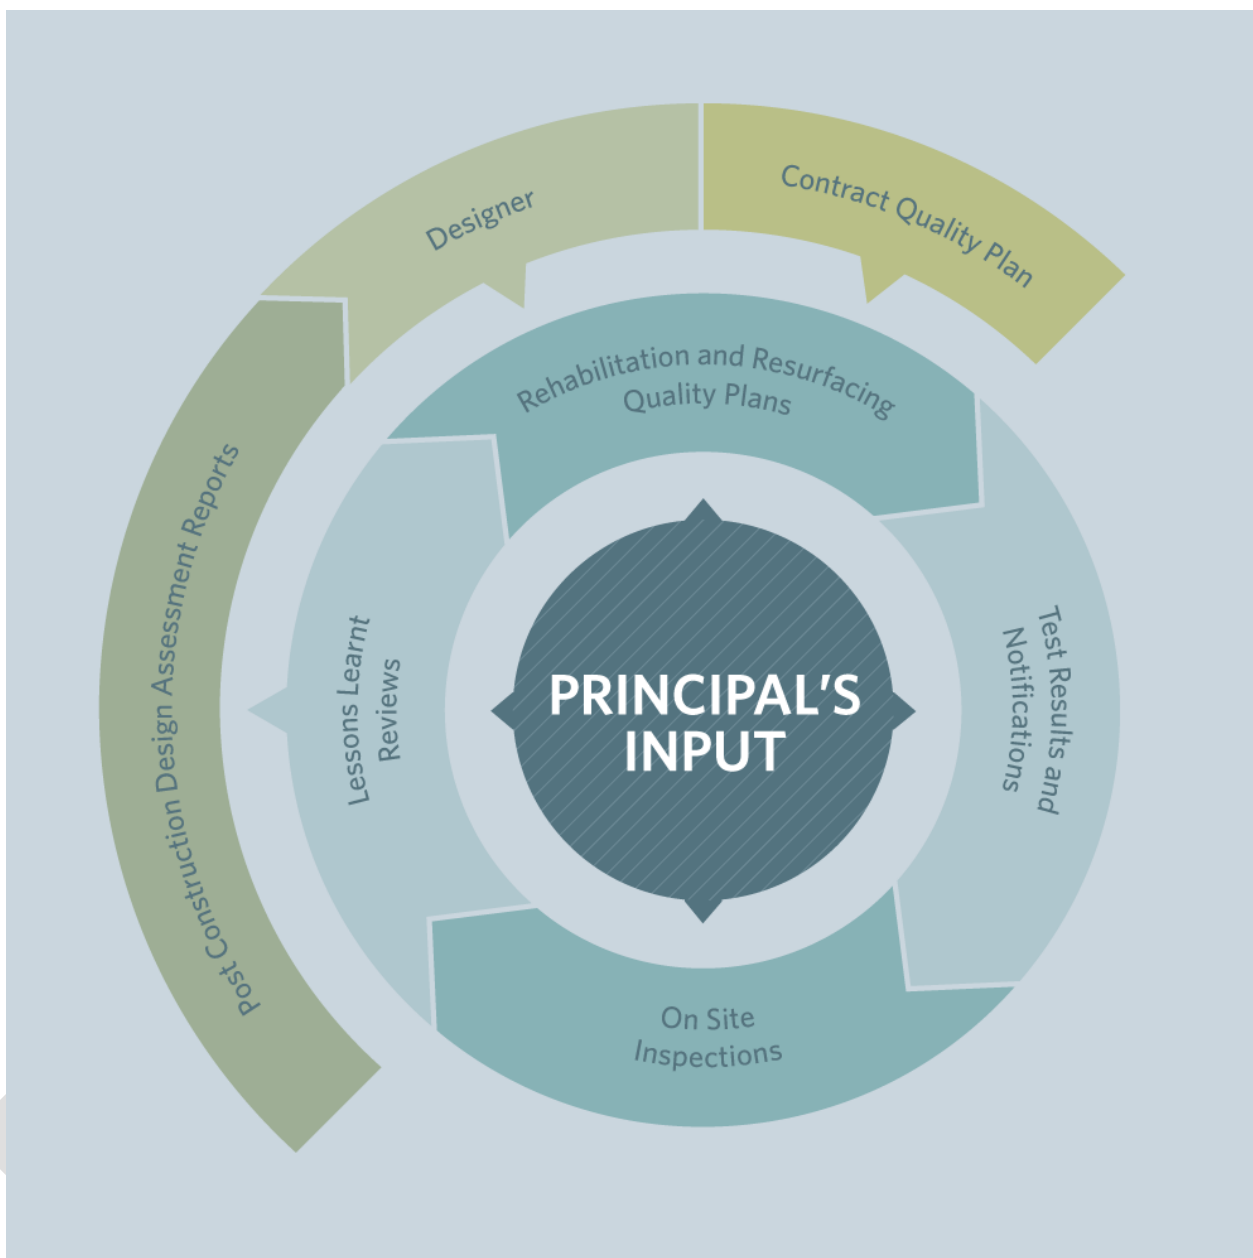 Designer
Contract Quality Plan
Post Construction Design Assessment Reports
Rehabilitation and Resurfacing
Quality Plans
Test Results and
Notifications
On Site
Inspections
Lessons Learnt
Reviews
PRINCIPAL'S
INPUT